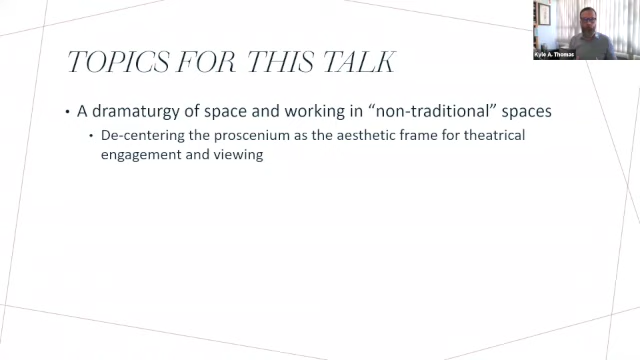 TOPICS FOR THIS TALK
• A dramaturgy of space and working in “non-traditional” spaces
• De-centering the proscenium as the aesthetic frame for theatrical
engagement and viewing
Kyle A. Thomas